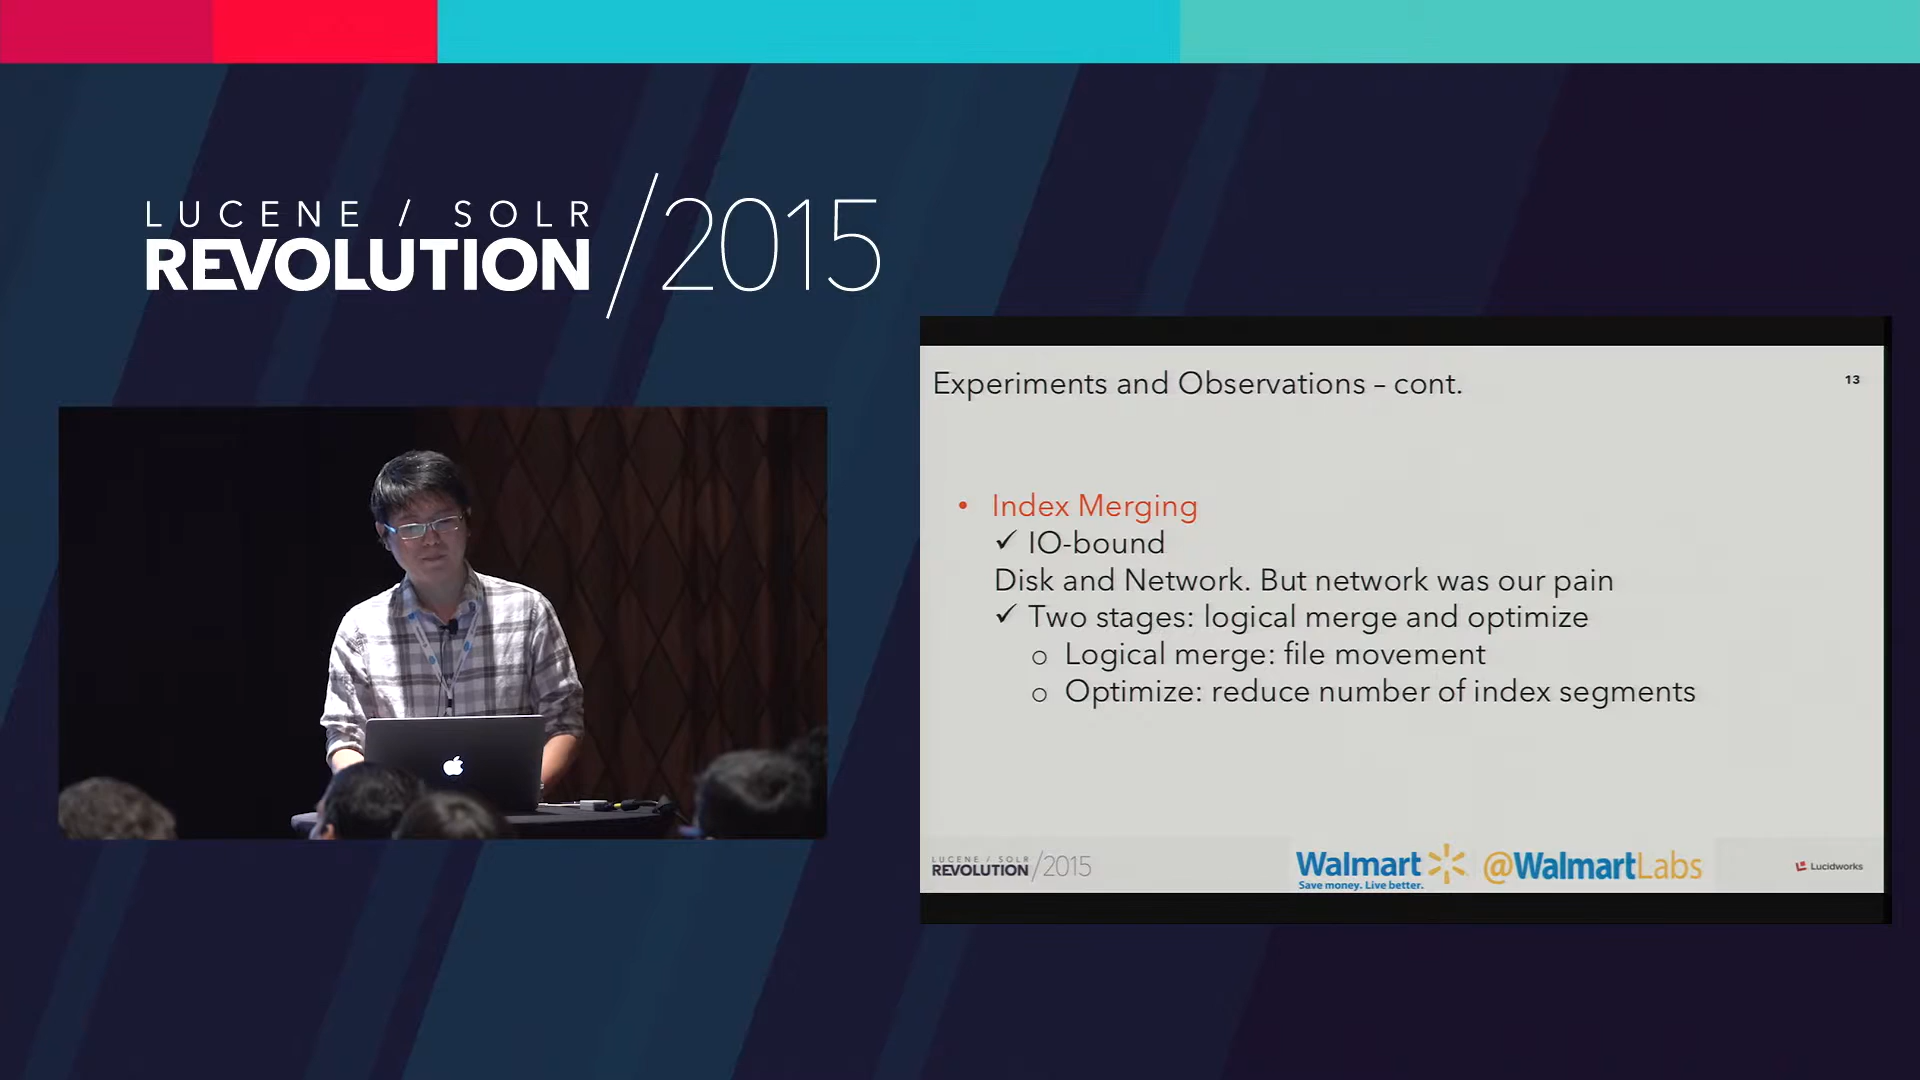 LUCENE / SOLR
REVOLUTION /2015
Experiments and Observations – cont.
13
• Index Merging
✓ IO-bound
Disk and Network. But network was our pain
✓ Two stages: logical merge and optimize
o Logical merge: file movement
o Optimize: reduce number of index segments
LUCENE / SOLR
REVOLUTION /2015
Walmart
Save money. Live better.
@WalmartLabs
Lucidworks